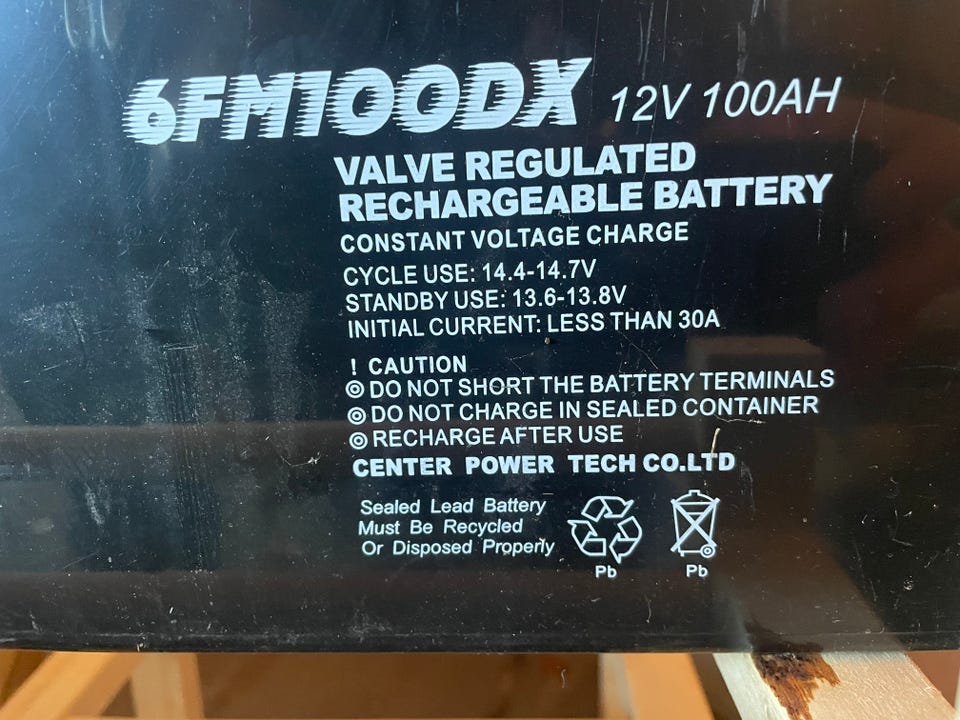 6FM100DX 12V 100AH
VALVE REGULATED
RECHARGEABLE BATTERY
CONSTANT VOLTAGE CHARGE
CYCLE USE: 14.4-14.7V
STANDBY USE: 13.6-13.8V
INITIAL CURRENT: LESS THAN 30A
! CAUTION
◎ DO NOT SHORT THE BATTERY TERMINALS
◎ DO NOT CHARGE IN SEALED CONTAINER
◎ RECHARGE AFTER USE
CENTER POWER TECH CO.LTD
Sealed Lead Battery
Must Be Recycled
Or Disposed Properly
Pb Pb